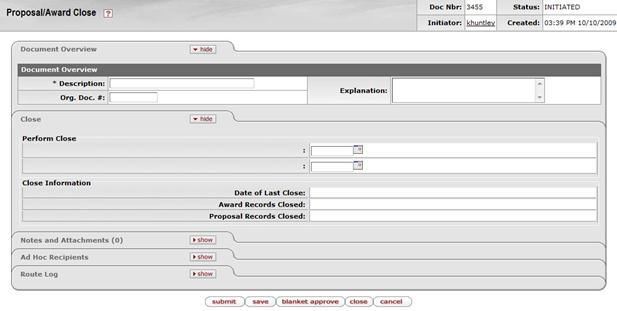 Proposal/Award Close ?
Doc Nbr: 3455 Status: INITIATED
Initiator: khuntley Created: 03:39 PM 10/10/2009
Document Overview hide
Document Overview
* Description:
Explanation:
Org. Doc. #:
Close hide
Perform Close
:
:
Close Information
Date of Last Close:
Award Records Closed:
Proposal Records Closed:
Notes and Attachments (0) show
Ad Hoc Recipients show
Route Log show
submit save blanket approve close cancel